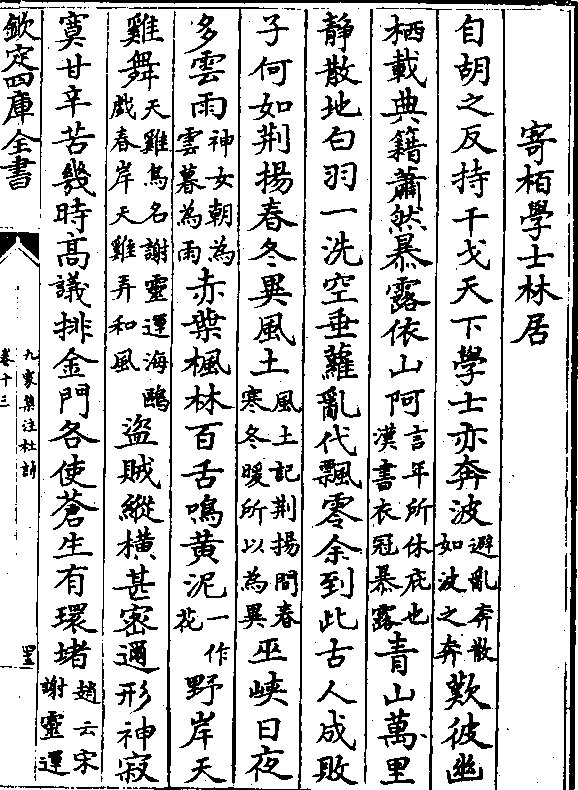 寄栢學士林居
自胡之反持干戈天下學士亦奔波避亂奔散如波之奔歎彼幽
栖載典籍蕭然暴露依山阿言年所休庇也漢書衣冠暴露青山萬里
靜散地白羽一洗空垂蘿亂代飄零余到此古人成敗
子何如荆揚春冬異風土風土記荆揚間春寒冬暖所以為異巫峽日夜
多雲雨神女朝為雲暮為雨赤葉楓林百舌鳴黄泥一作花野岸天
雞舞天雞鳥名謝靈運海鷗戲春岸天雞弄和風盜賊縱横甚密邇形神寂
寞甘辛苦幾時高議排金門各使蒼生有環堵趙云宋謝靈運
欽定四庫全書
九家集注杜詩
卷十三